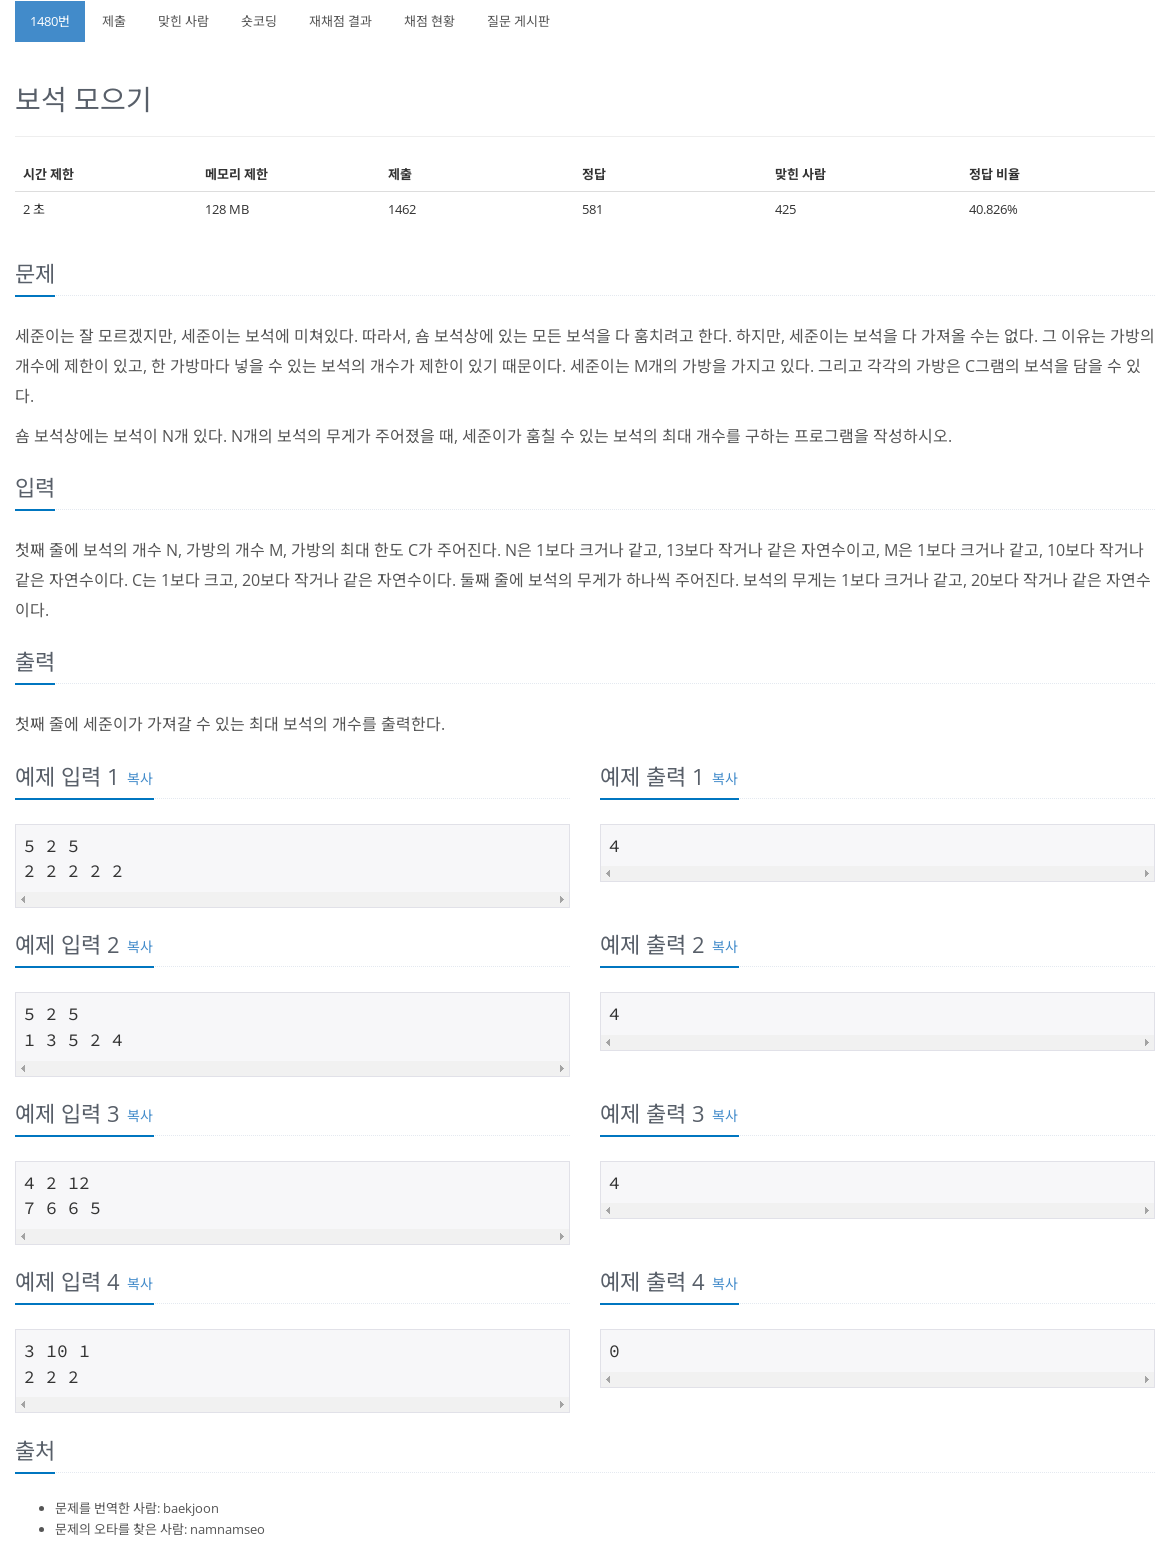 1480번 제출 맞힌 사람 숏코딩 재채점 결과 채점 현황 질문 게시판
보석 모으기
시간 제한 메모리 제한 제출 정답 맞힌 사람 정답 비율
2 초 128 MB 1462 581 425 40.826%
문제
세준이는 잘 모르겠지만, 세준이는 보석에 미쳐있다. 따라서, 숌 보석상에 있는 모든 보석을 다 훔치려고 한다. 하지만, 세준이는 보석을 다 가져올 수는 없다. 그 이유는 가방의
개수에 제한이 있고, 한 가방마다 넣을 수 있는 보석의 개수가 제한이 있기 때문이다. 세준이는 M개의 가방을 가지고 있다. 그리고 각각의 가방은 C그램의 보석을 담을 수 있
다.
숌 보석상에는 보석이 N개 있다. N개의 보석의 무게가 주어졌을 때, 세준이가 훔칠 수 있는 보석의 최대 개수를 구하는 프로그램을 작성하시오.
입력
첫째 줄에 보석의 개수 N, 가방의 개수 M, 가방의 최대 한도 C가 주어진다. N은 1보다 크거나 같고, 13보다 작거나 같은 자연수이고, M은 1보다 크거나 같고, 10보다 작거나
같은 자연수이다. C는 1보다 크고, 20보다 작거나 같은 자연수이다. 둘째 줄에 보석의 무게가 하나씩 주어진다. 보석의 무게는 1보다 크거나 같고, 20보다 작거나 같은 자연수
이다.
출력
첫째 줄에 세준이가 가져갈 수 있는 최대 보석의 개수를 출력한다.
예제 입력 1 복사
5 2 5
2 2 2 2 2
예제 출력 1 복사
4
예제 입력 2 복사
5 2 5
1 3 5 2 4
예제 출력 2 복사
4
예제 입력 3 복사
4 2 12
7 6 6 5
예제 출력 3 복사
4
예제 입력 4 복사
3 10 1
2 2 2
예제 출력 4 복사
0
출처
문제를 번역한 사람: baekjoon
문제의 오타를 찾은 사람: namnamseo